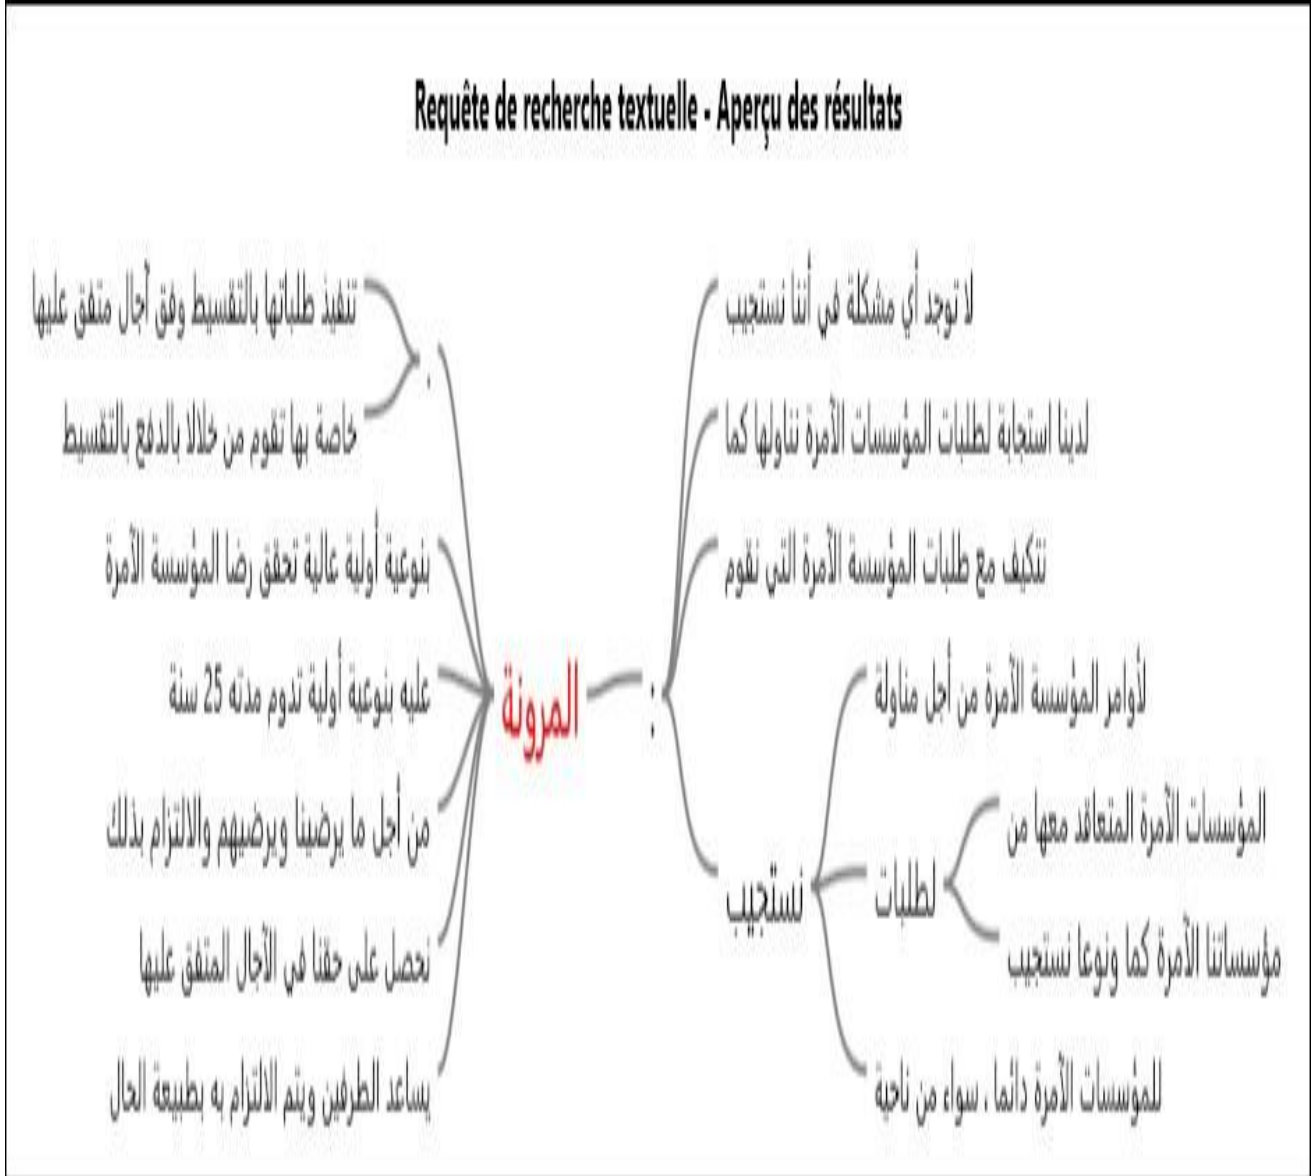 Requête de recherche textuelle - Aperçu des résultats
لا توجد أي مشكلة في أننا نستجيب
لدينا استجابة لطلبات المؤسسات الآمرة نناولها كما
نتكيف مع طلبات المؤسسة الآمرة التي نقوم
نستجيب
لأوامر المؤسسة الآمرة من أجل مناولة
لطلبات
المؤسسات الآمرة المتعاقد معها من
مؤسساتنا الآمرة كما ونوعا نستجيب
للمؤسسات الآمرة دائما ، سواء من ناحية
:
المرونة
.
تنفيذ طلباتها بالتقسيط وفق آجال متفق عليها
خاصة بها تقوم من خلالا بالدفع بالتقسيط
بنوعية أولية عالية تحقق رضا المؤسسة الآمرة
عليه بنوعية أولية تدوم مدته 25 سنة
من أجل ما يرضينا ويرضيهم والالتزام بذلك
نحصل على حقنا في الآجال المتفق عليها
يساعد الطرفين ويتم الالتزام به بطبيعة الحال